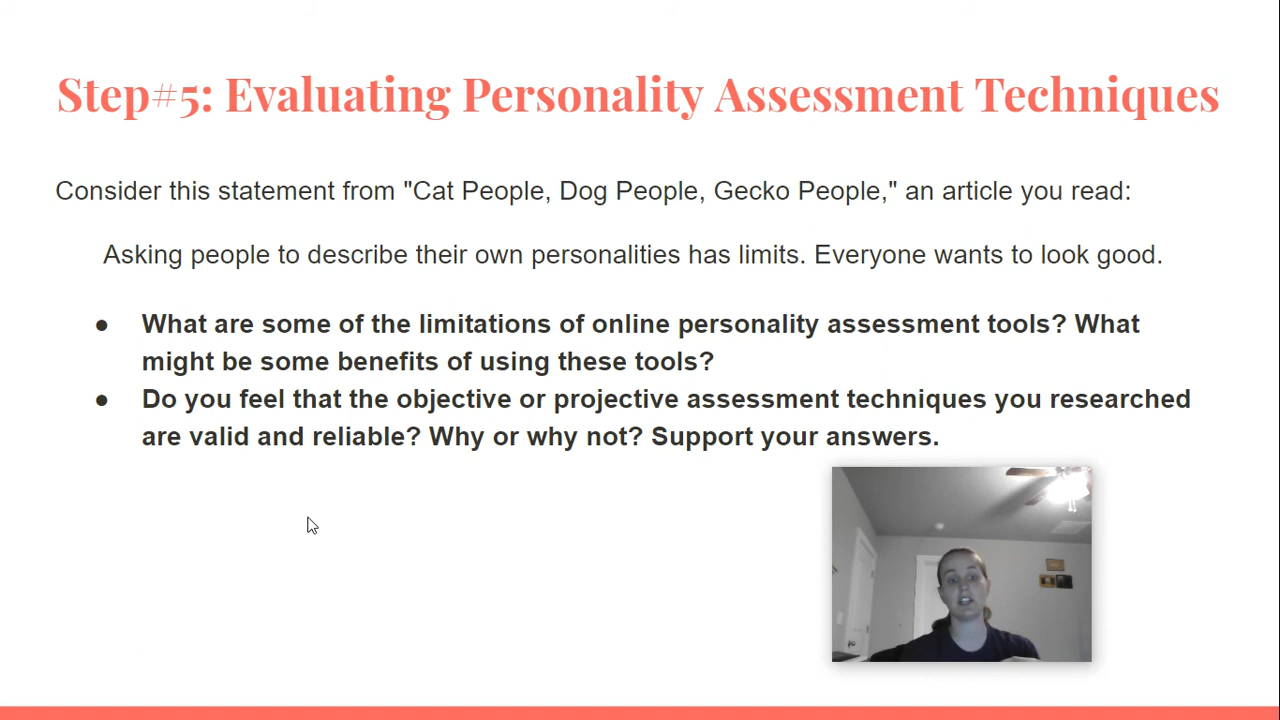 Step#5: Evaluating Personality Assessment Techniques
Consider this statement from "Cat People, Dog People, Gecko People," an article you read:
Asking people to describe their own personalities has limits. Everyone wants to look good.
● What are some of the limitations of online personality assessment tools? What
might be some benefits of using these tools?
● Do you feel that the objective or projective assessment techniques you researched
are valid and reliable? Why or why not? Support your answers.